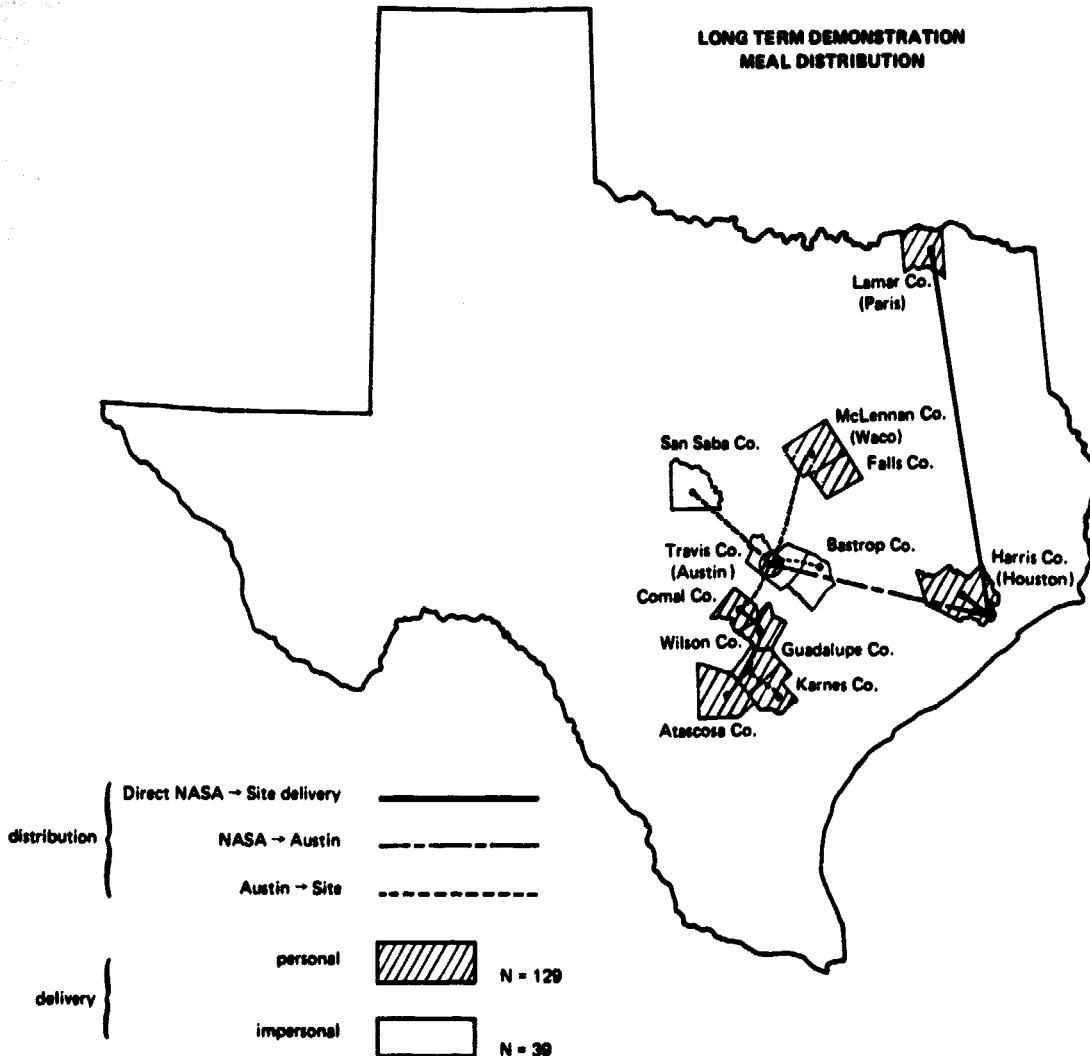 LONG TERM DEMONSTRATION
MEAL DISTRIBUTION
Lamar Co.
(Paris)
McLennan Co.
(Waco)
San Saba Co.
Falls Co.
Travis Co.
(Austin)
Bastrop Co.
Harris Co.
(Houston)
Comal Co.
Wilson Co.
Guadalupe Co.
Karnes Co.
Atascosa Co.
distribution
Direct NASA → Site delivery
NASA → Austin
Austin → Site
delivery
personal
N = 129
impersonal
N = 39